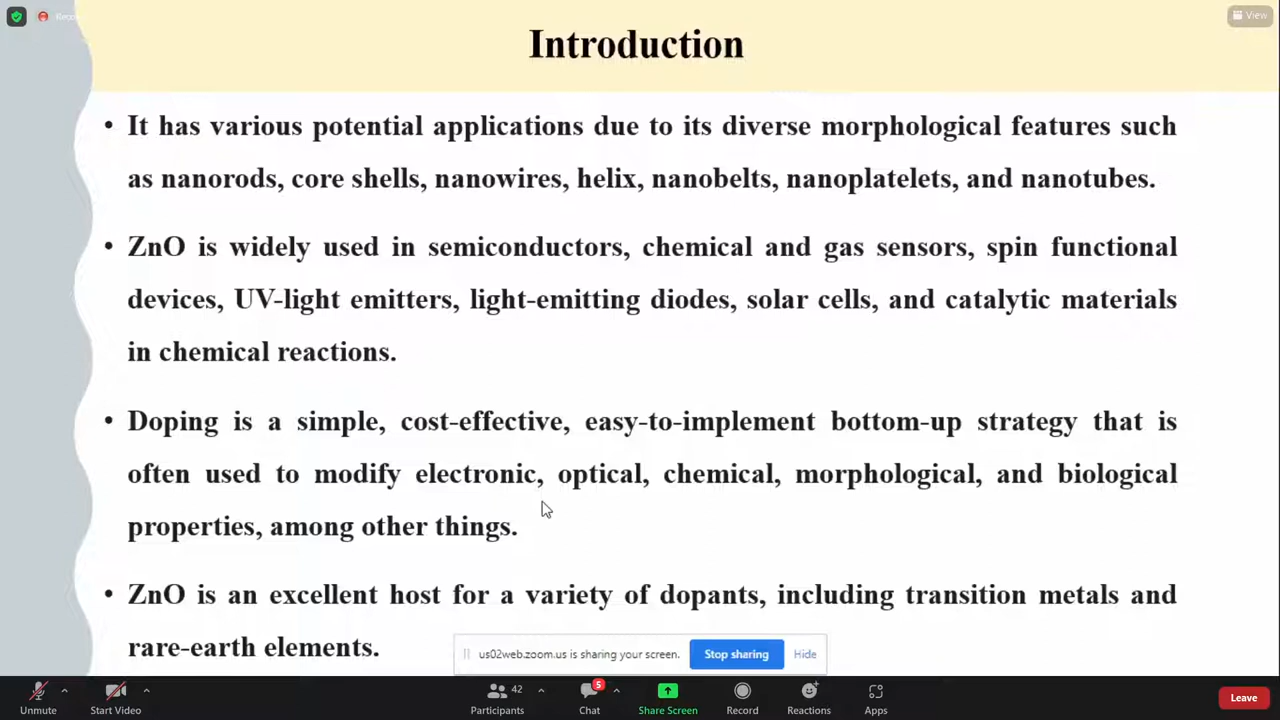 Recor
View
Introduction
• It has various potential applications due to its diverse morphological features such
as nanorods, core shells, nanowires, helix, nanobelts, nanoplatelets, and nanotubes.
• ZnO is widely used in semiconductors, chemical and gas sensors, spin functional
devices, UV-light emitters, light-emitting diodes, solar cells, and catalytic materials
in chemical reactions.
• Doping is a simple, cost-effective, easy-to-implement bottom-up strategy that is
often used to modify electronic, optical, chemical, morphological, and biological
properties, among other things.
• ZnO is an excellent host for a variety of dopants, including transition metals and
rare-earth elements.
us02web.zoom.us is sharing your screen. Stop sharing Hide
42 5
Unmute Start Video Participants Chat Share Screen Record Reactions Apps Leave